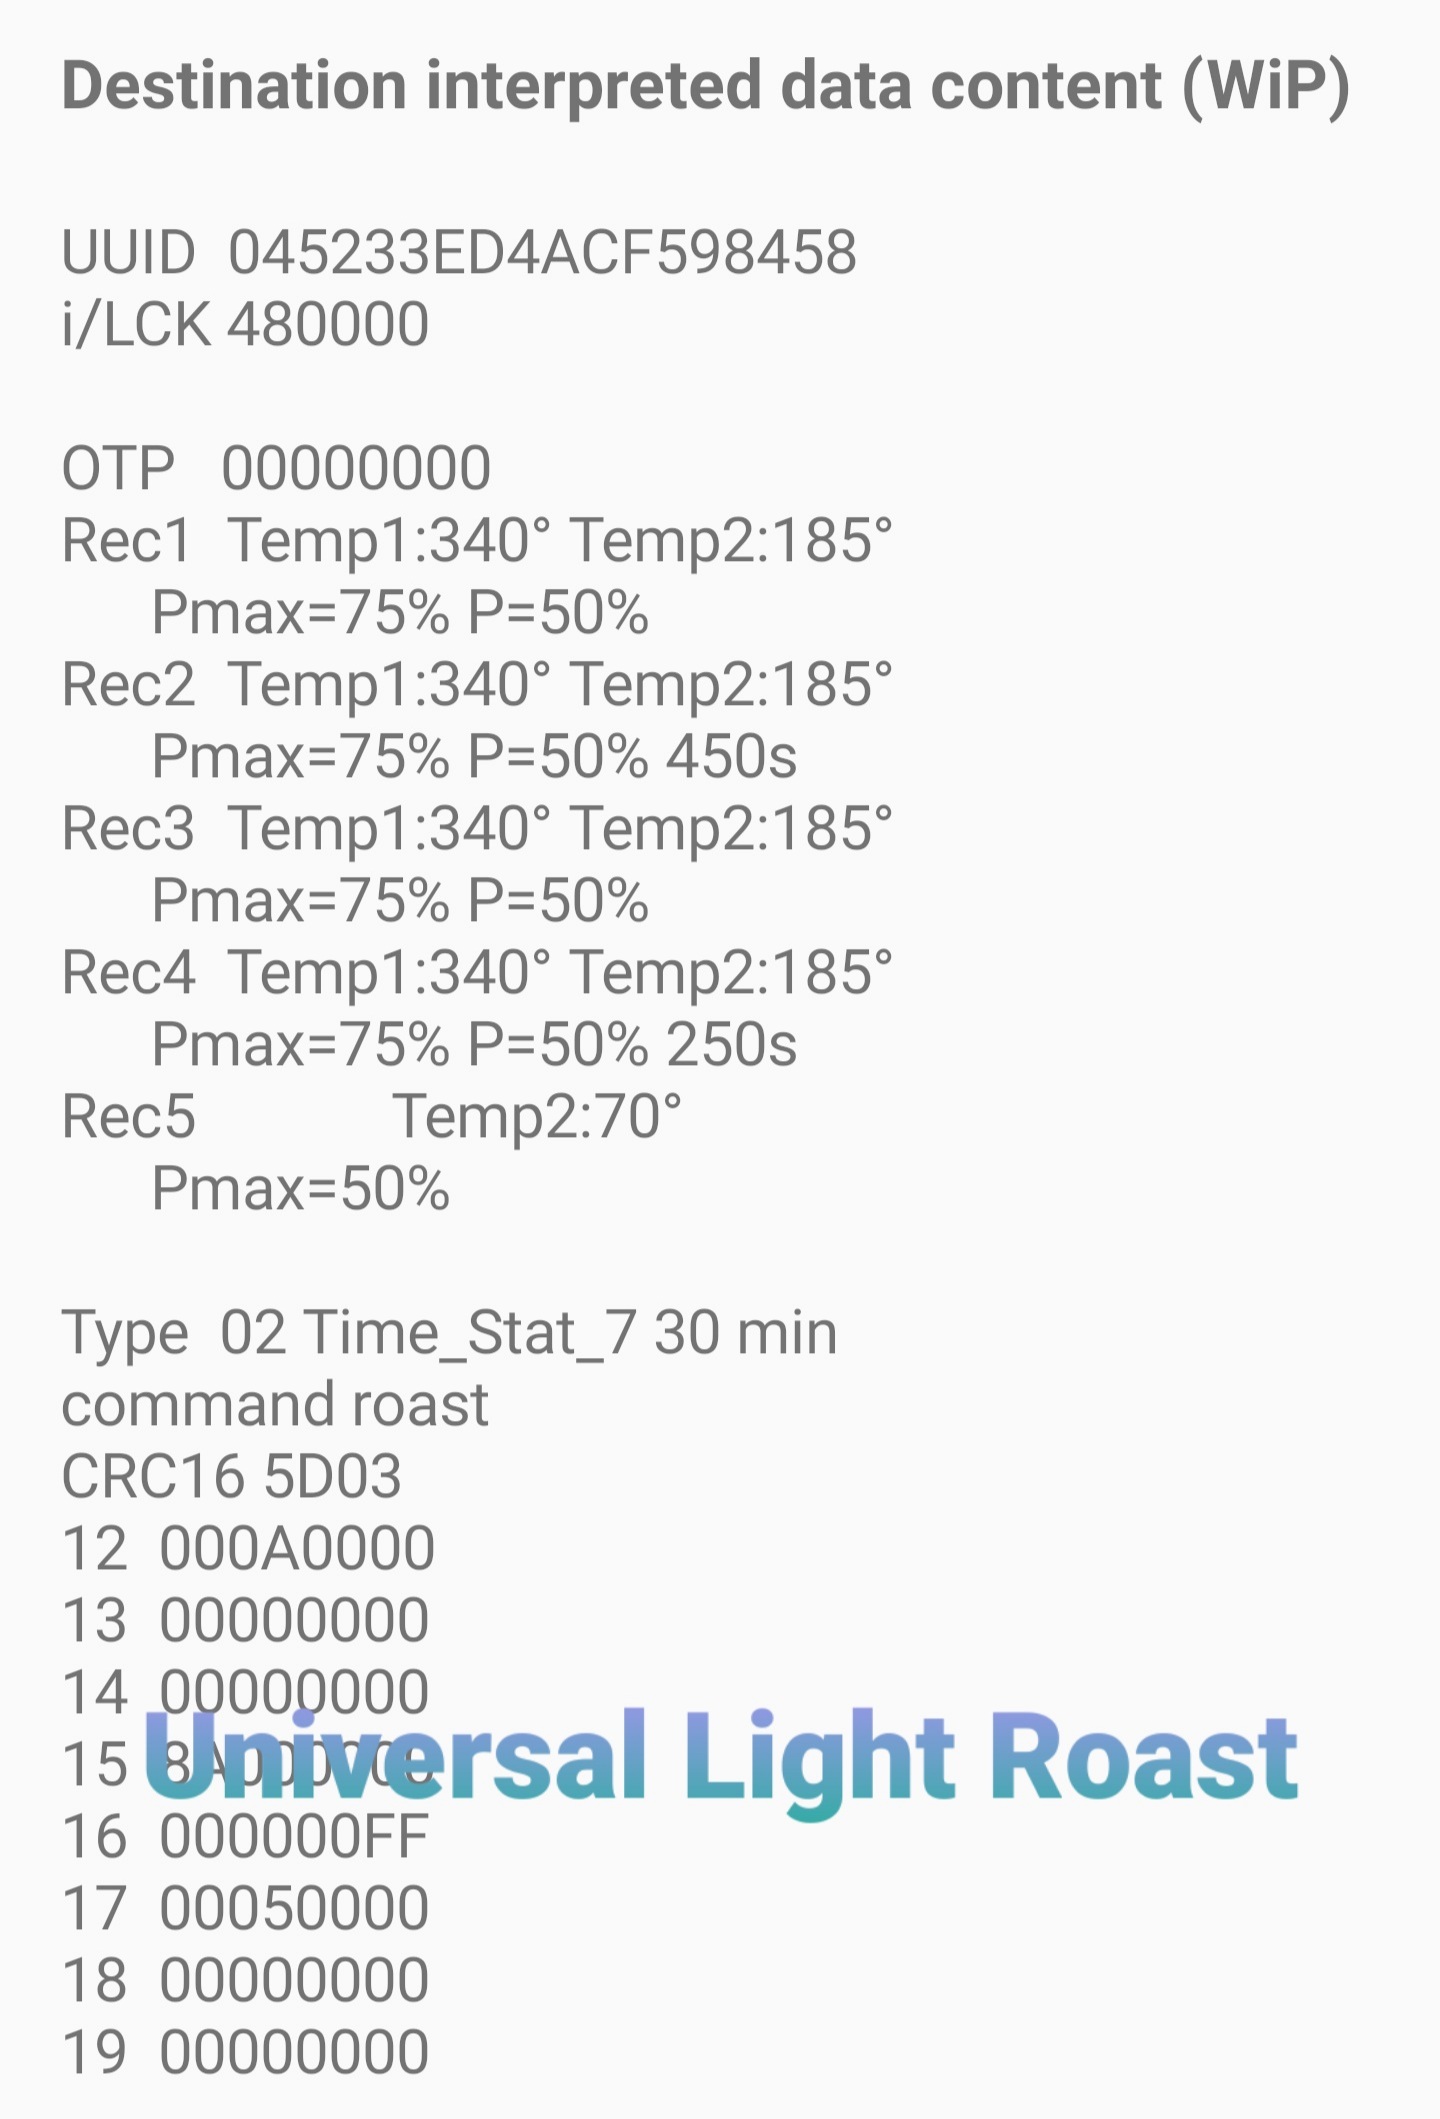 Destination interpreted data content (WiP)
UUID 045233ED4ACF598458
i/LCK 480000
OTP 00000000
Rec1 Temp1:340° Temp2:185°
Pmax=75% P=50%
Rec2 Temp1:340° Temp2:185°
Pmax=75% P=50% 450s
Rec3 Temp1:340° Temp2:185°
Pmax=75% P=50%
Rec4 Temp1:340° Temp2:185°
Pmax=75% P=50% 250s
Rec5 Temp2:70°
Pmax=50%
Type 02 Time_Stat_7 30 min
command roast
CRC16 5D03
12 000A0000
13 00000000
14 00000000
15
Universal Light Roast
16 000000FF
17 00050000
18 00000000
19 00000000